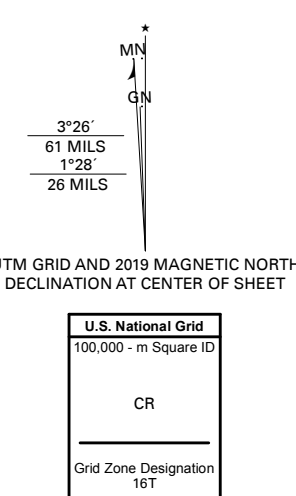 ★
MN
GN
3°26´
61 MILS
1°28´
26 MILS
UTM GRID AND 2019 MAGNETIC NORTH
DECLINATION AT CENTER OF SHEET
U.S. National Grid
100,000 - m Square ID
CR
Grid Zone Designation
16T